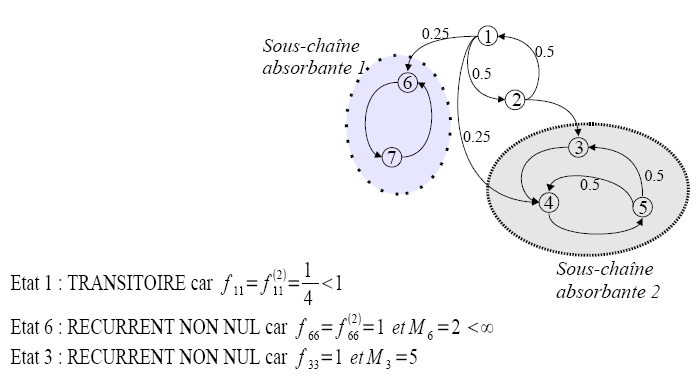 Sous-chaîne
absorbante 1
0.25
1
0.5
6
0.5
2
0.25
3
7
0.5
0.5
4
5
Sous-chaîne
absorbante 2
Etat 1 : TRANSITOIRE car f₁₁=f₁₁⁽²⁾=1/4<1
Etat 6 : RECURRENT NON NUL car f₆₆=f₆₆⁽²⁾=1 et M₆=2 <∞
Etat 3 : RECURRENT NON NUL car f₃₃=1 et M₃=5